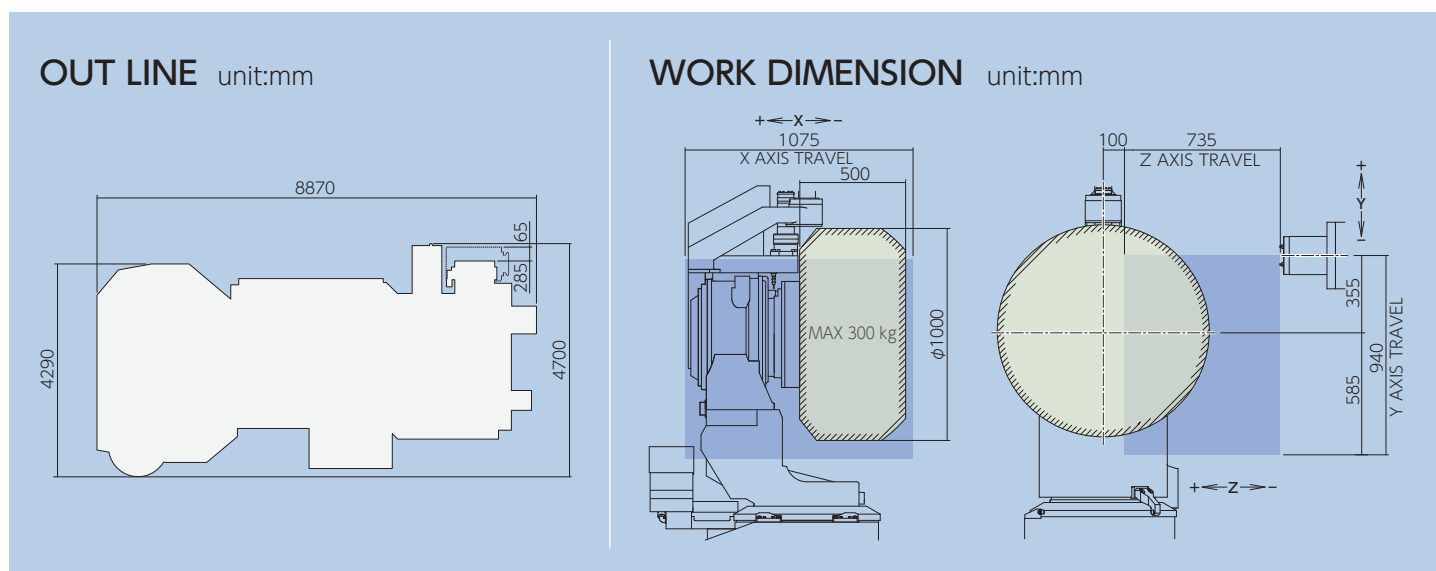 OUT LINE unit:mm
8870
65
285
4290
4700
WORK DIMENSION unit:mm
+ X -
1075
X AXIS TRAVEL
500
MAX 300 kg
φ1000
100
735
Z AXIS TRAVEL
+
Y
-
355
585
940
Y AXIS TRAVEL
+ Z -